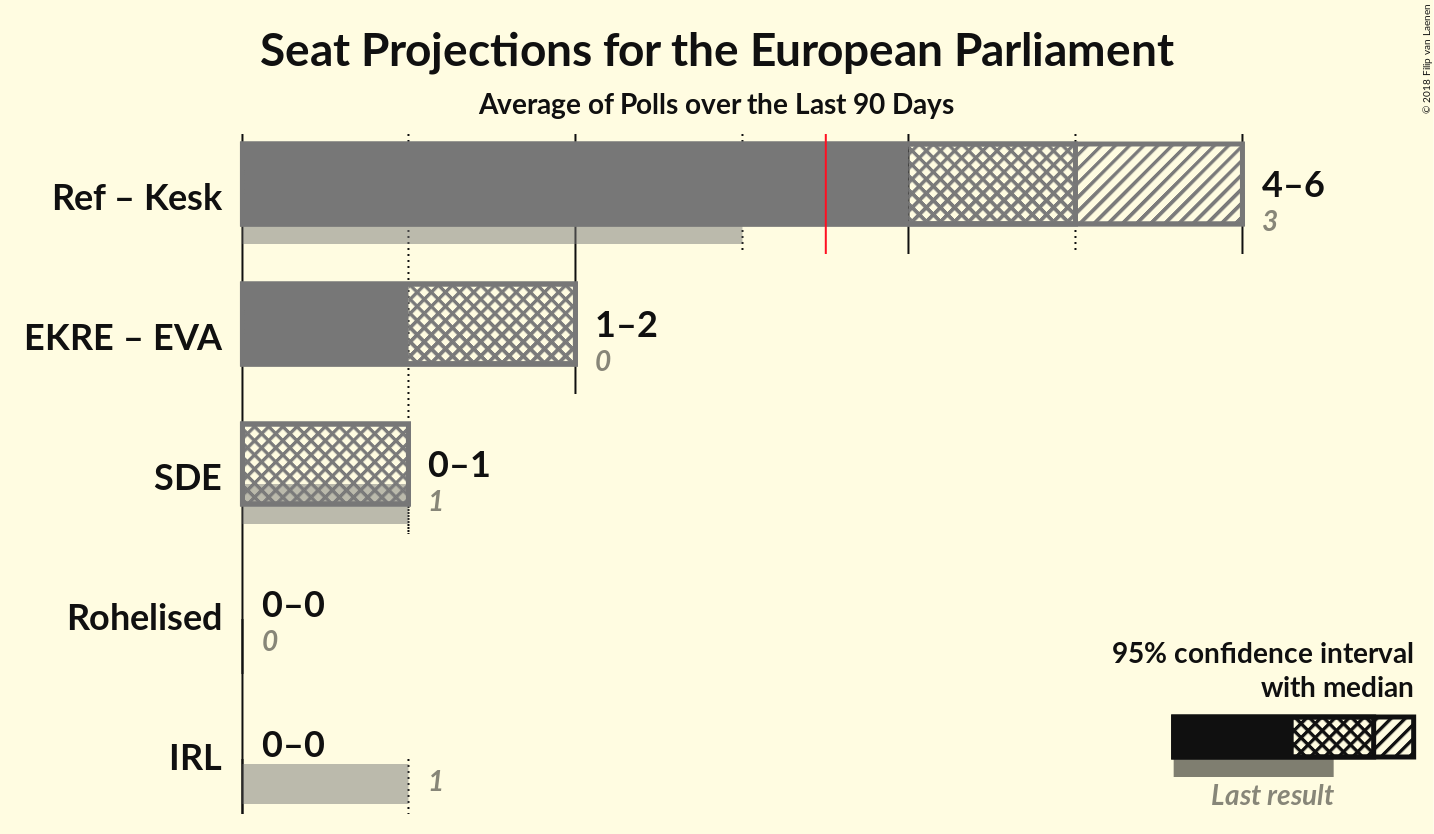 Seat Projections for the European Parliament
Average of Polls over the Last 90 Days
© 2018 Filip van Laenen
Ref – Kesk
4–6
3
EKRE – EVA
1–2
0
SDE
0–1
1
Rohelised
0–0
0
IRL
0–0
1
95% confidence interval
with median
Last result